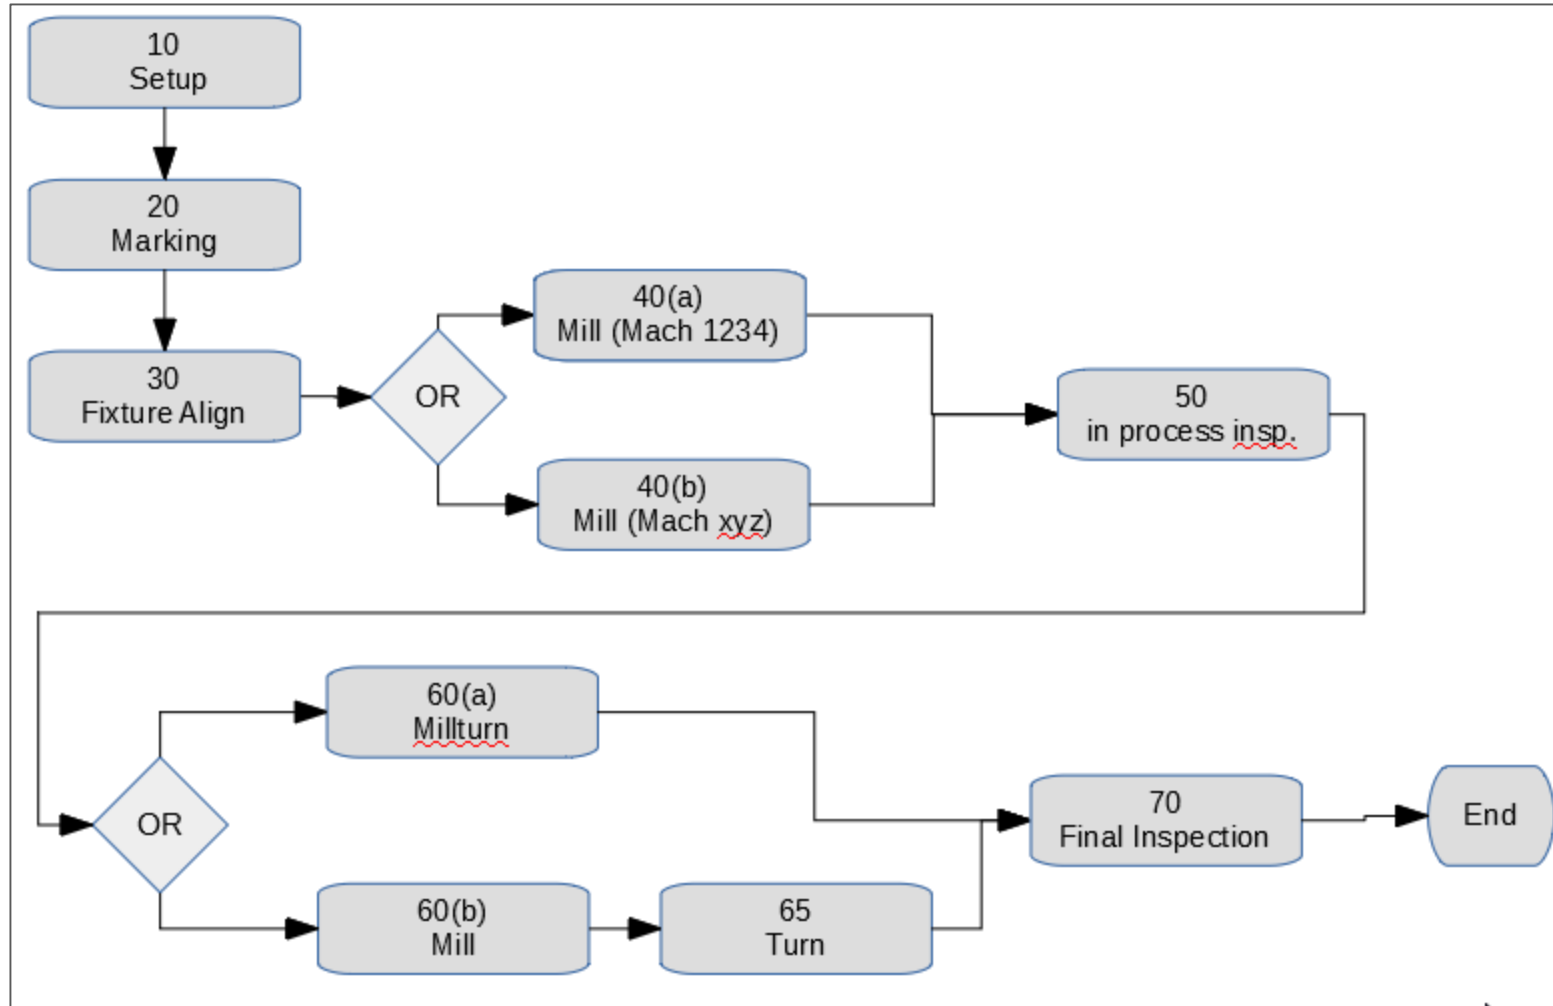 10
Setup
20
Marking
30
Fixture Align
OR
40(a)
Mill (Mach 1234)
40(b)
Mill (Mach xyz)
50
in process insp.
OR
60(a)
Millturn
60(b)
Mill
65
Turn
70
Final Inspection
End